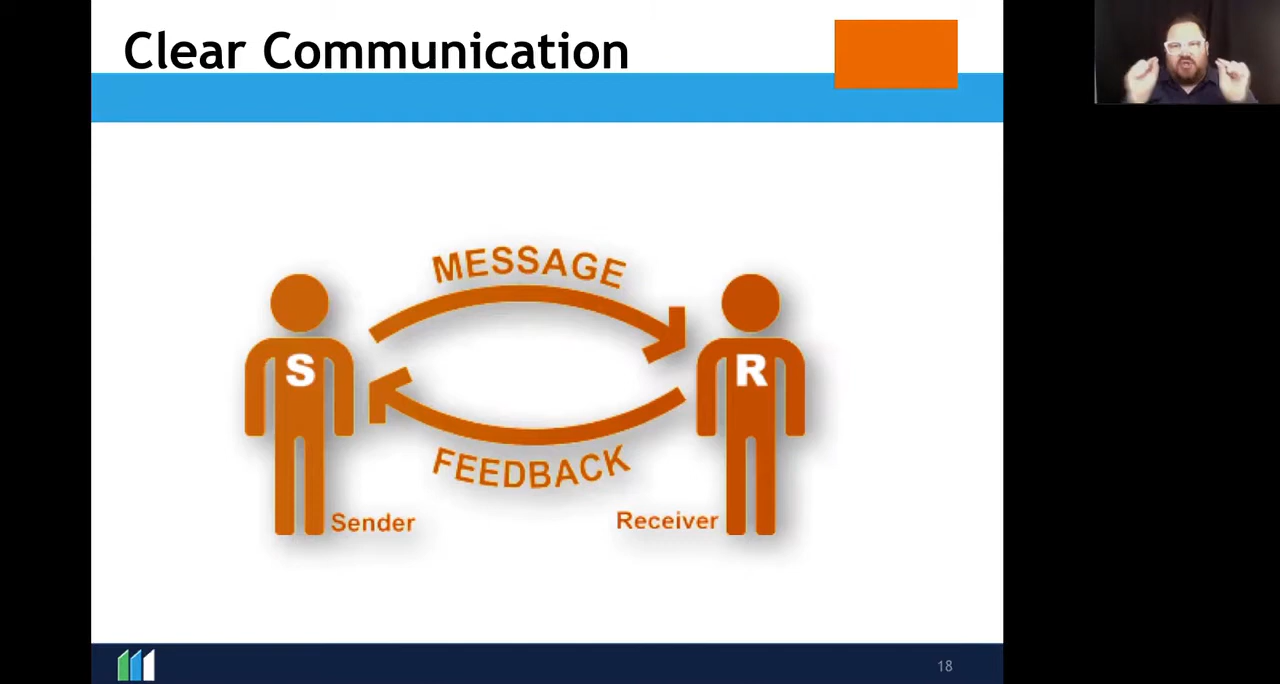 Clear Communication
MESSAGE
S
R
FEEDBACK
Sender
Receiver
18